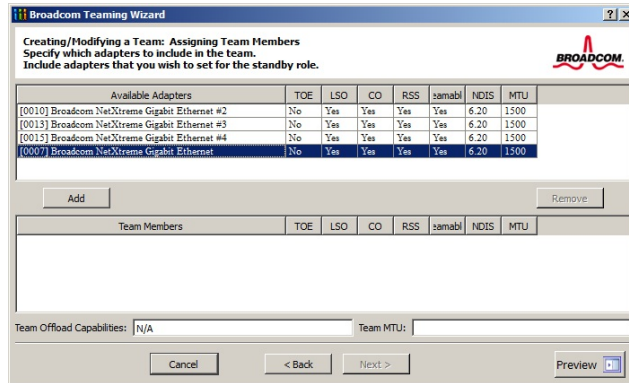 Broadcom Teaming Wizard
Creating/Modifying a Team: Assigning Team Members
Specify which adapters to include in the team.
Include adapters that you wish to set for the standby role.
BROADCOM.
Available Adapters TOE LSO CO RSS eamabl NDIS MTU
[0010] Broadcom NetXtreme Gigabit Ethernet #2 No Yes Yes Yes Yes 6.20 1500
[0013] Broadcom NetXtreme Gigabit Ethernet #3 No Yes Yes Yes Yes 6.20 1500
[0015] Broadcom NetXtreme Gigabit Ethernet #4 No Yes Yes Yes Yes 6.20 1500
[0007] Broadcom NetXtreme Gigabit Ethernet No Yes Yes Yes Yes 6.20 1500
Add Remove
Team Members TOE LSO CO RSS eamabl NDIS MTU
Team Offload Capabilities: N/A Team MTU:
Cancel < Back Next > Preview